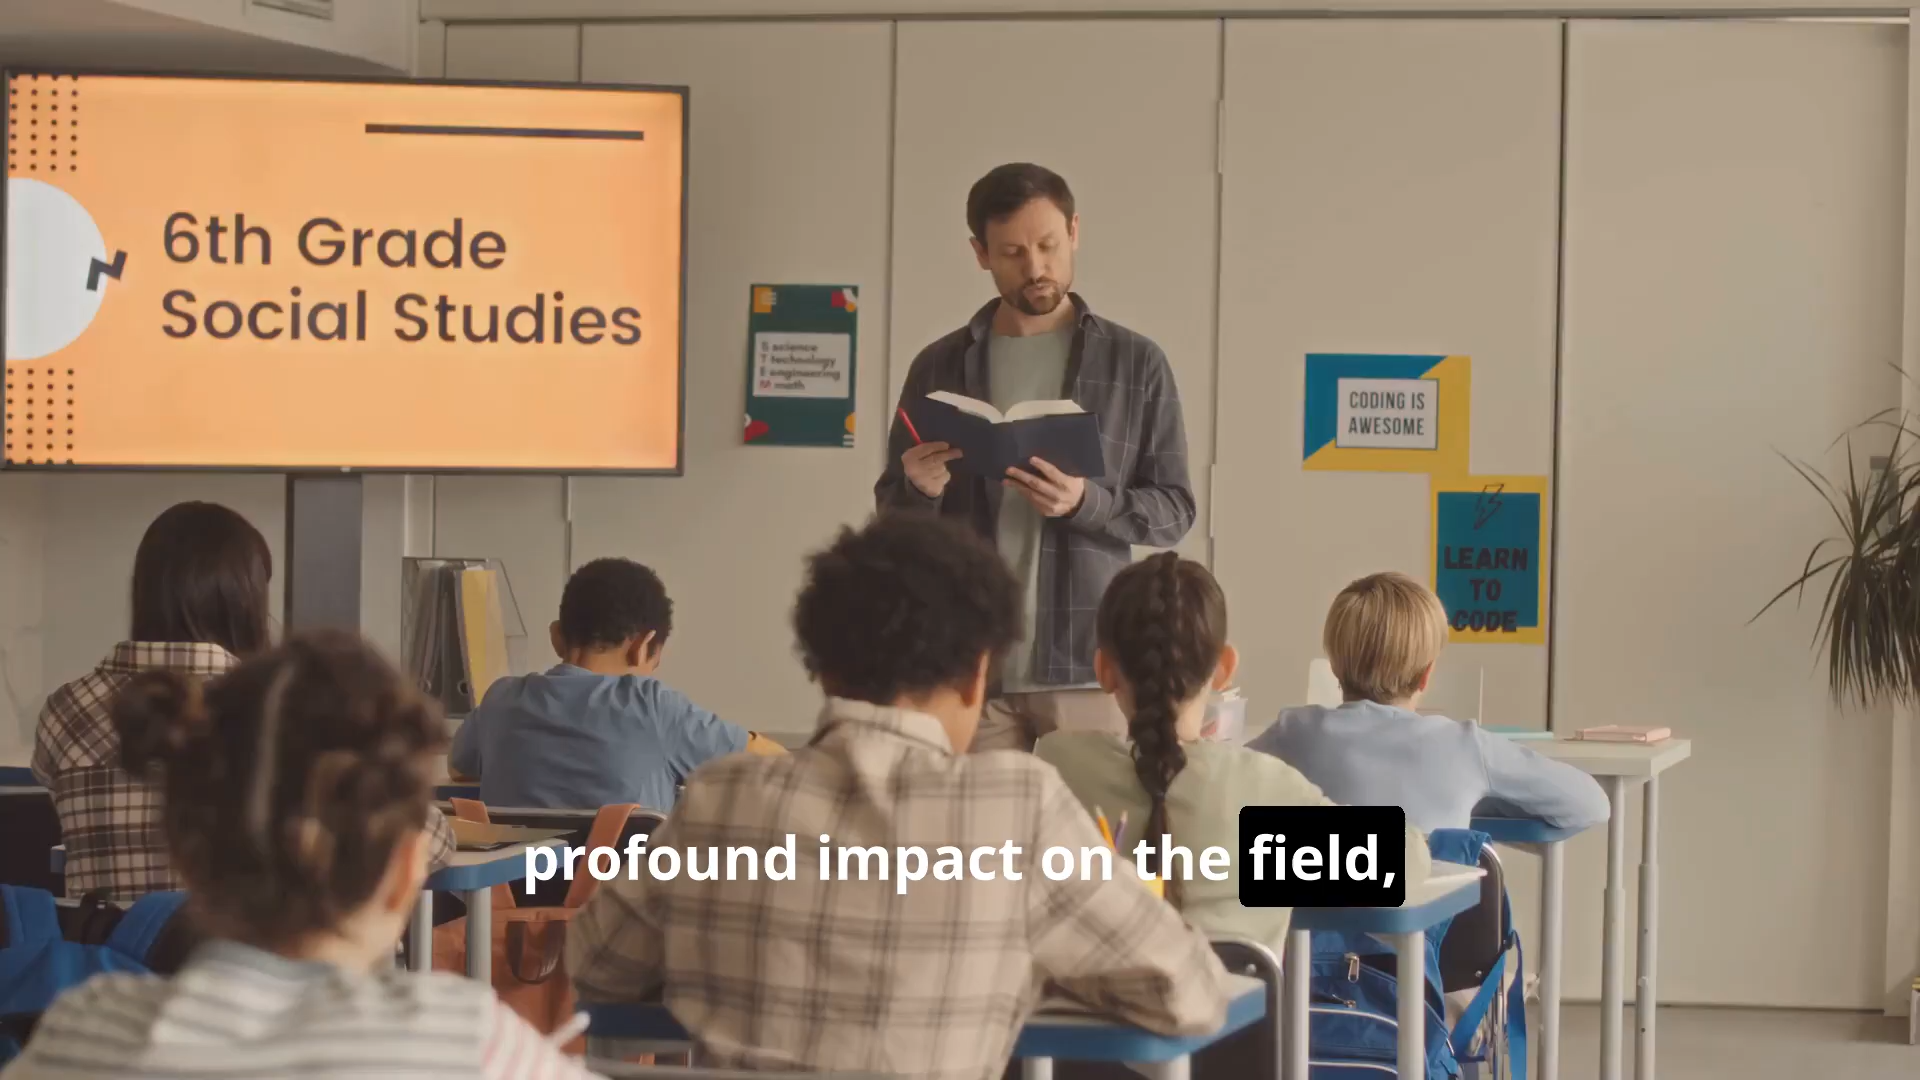 6th Grade
Social Studies
S science
T technology
E engineering
M math
CODING IS
AWESOME
LEARN
TO
CODE
profound impact on the field,